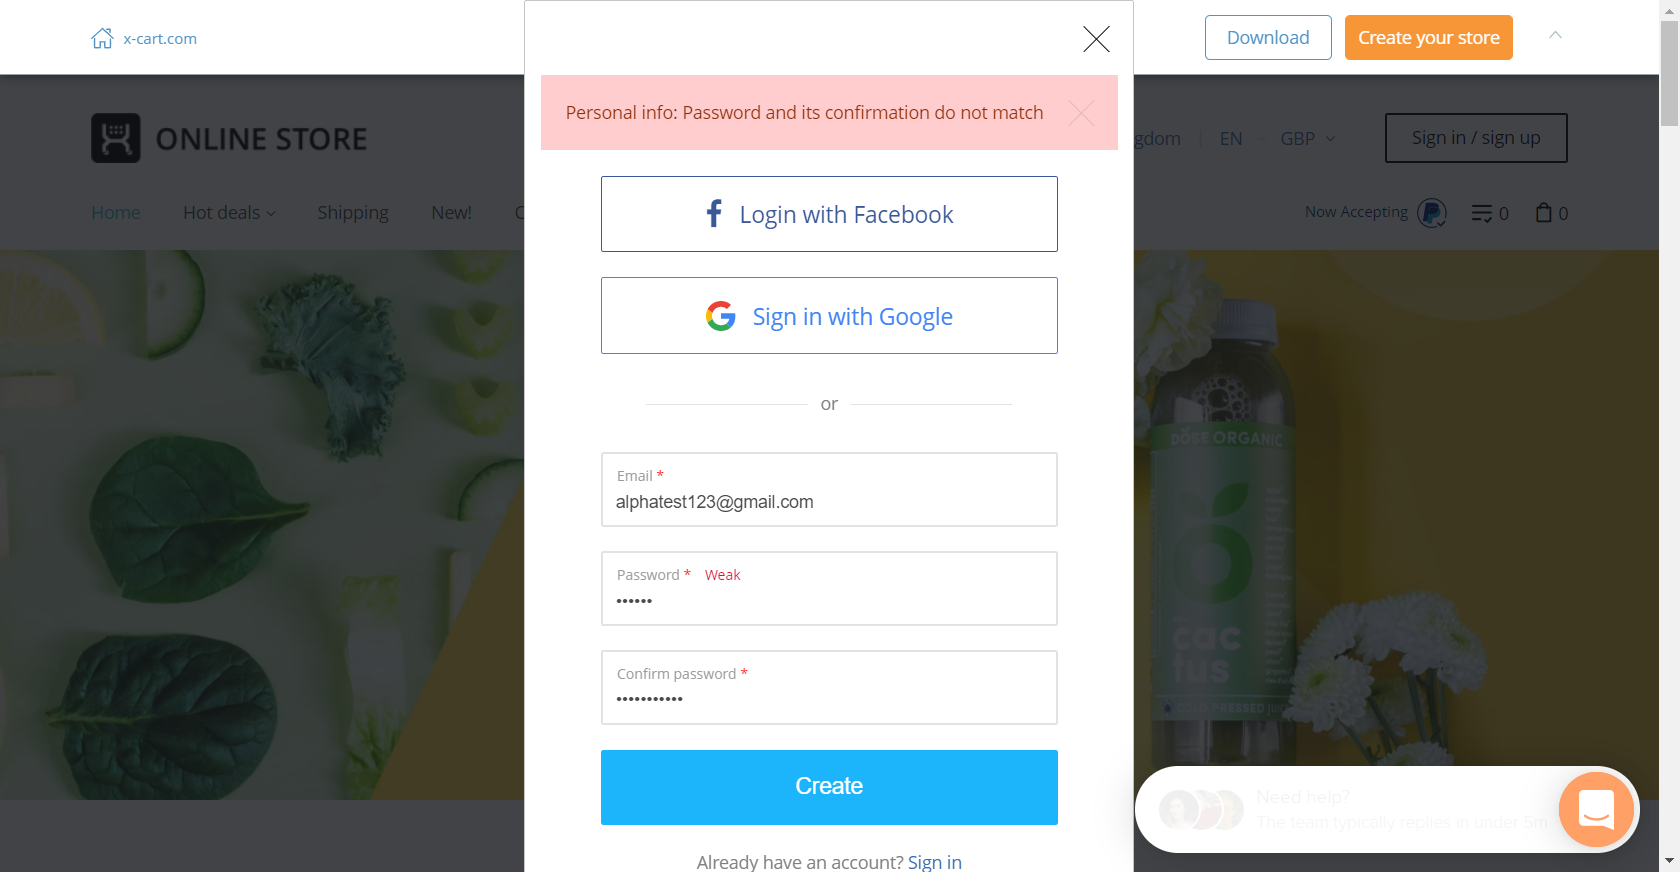 x-cart.com
Download
Create your store
Personal info: Password and its confirmation do not match
ONLINE STORE
gdom
EN
GBP
Sign in / sign up
Home
Hot deals
Shipping
New!
Now Accepting
0
0
Login with Facebook
Sign in with Google
or
Email *
alphatest123@gmail.com
Password * Weak
••••••
Confirm password *
•••••••••••
Create
Already have an account? Sign in
DOSE ORGANIC
cac
tus
COLD PRESSED JUICE
Need help?
The team typically replies in under 5m